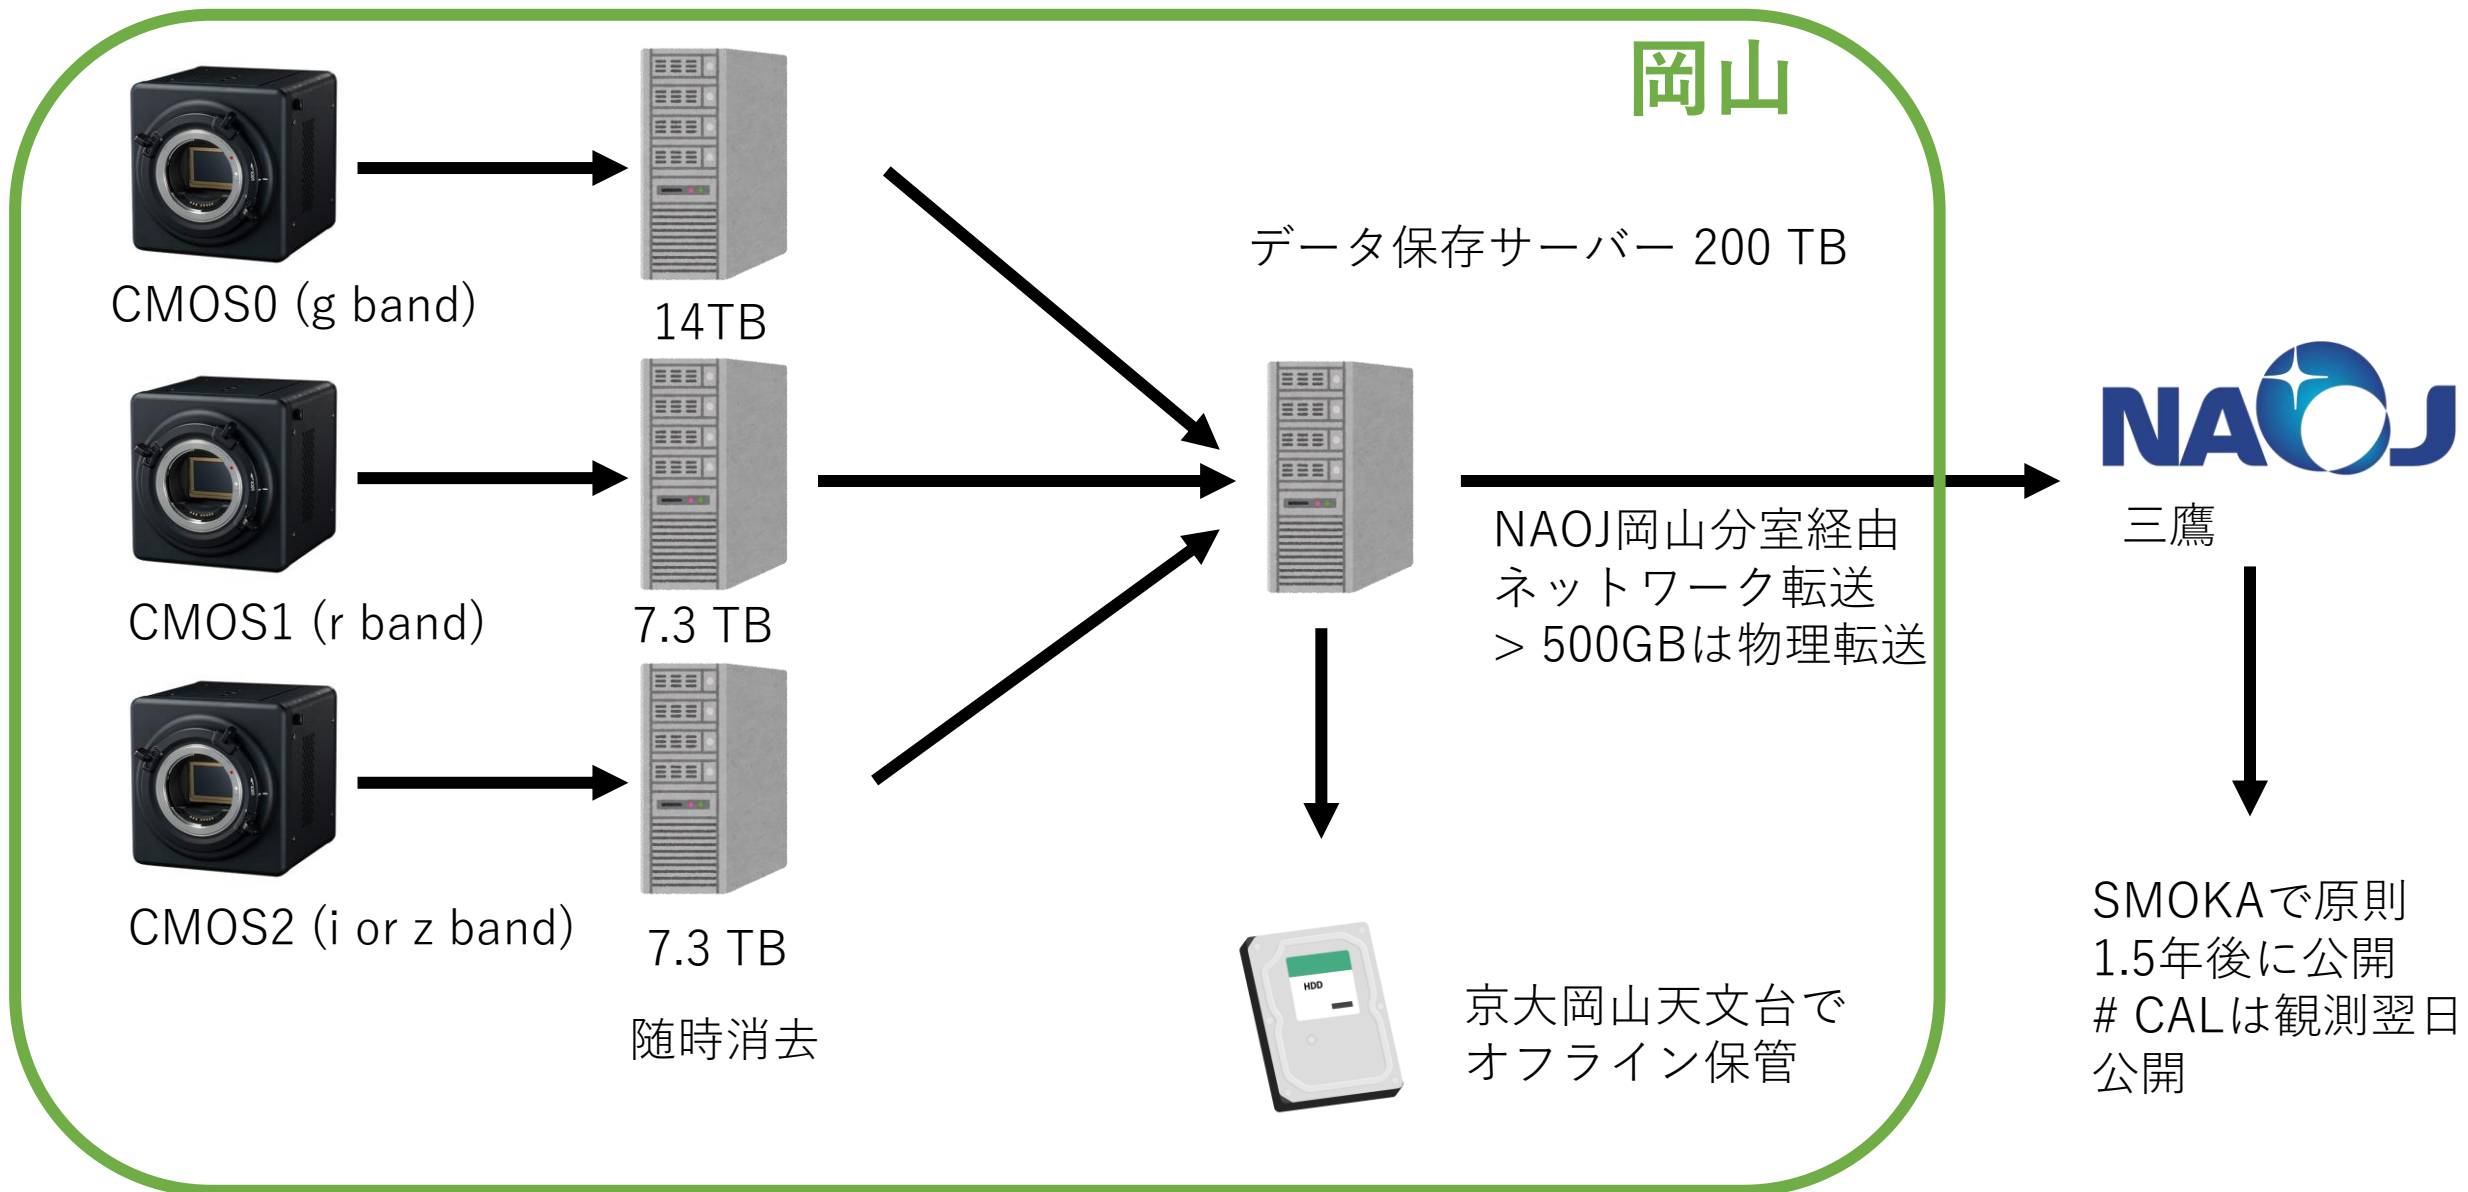 岡山
CMOS0 (g band)
14TB
データ保存サーバー 200 TB
CMOS1 (r band)
7.3 TB
NAOJ岡山分室経由
ネットワーク転送
> 500GBは物理転送
NAOJ
三鷹
CMOS2 (i or z band)
7.3 TB
随時消去
HDD
京大岡山天文台で
オフライン保管
SMOKAで原則
1.5年後に公開
# CALは観測翌日
公開